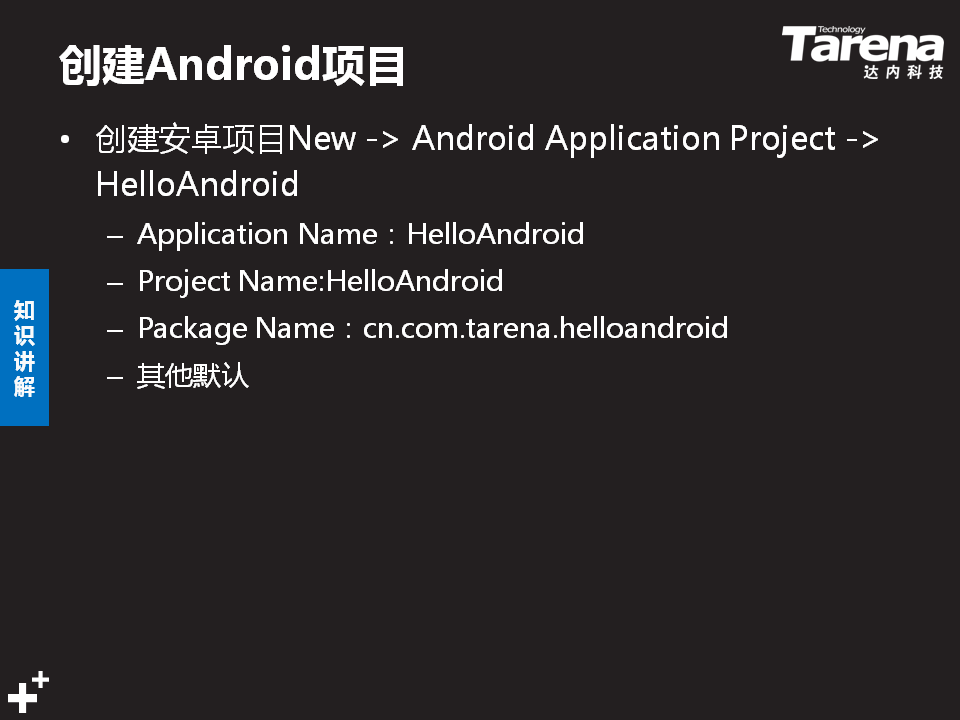 创建Android项目
Technology
Tarena
达内科技
• 创建安卓项目New -> Android Application Project ->
HelloAndroid
– Application Name：HelloAndroid
– Project Name:HelloAndroid
– Package Name：cn.com.tarena.helloandroid
– 其他默认
知
识
讲
解